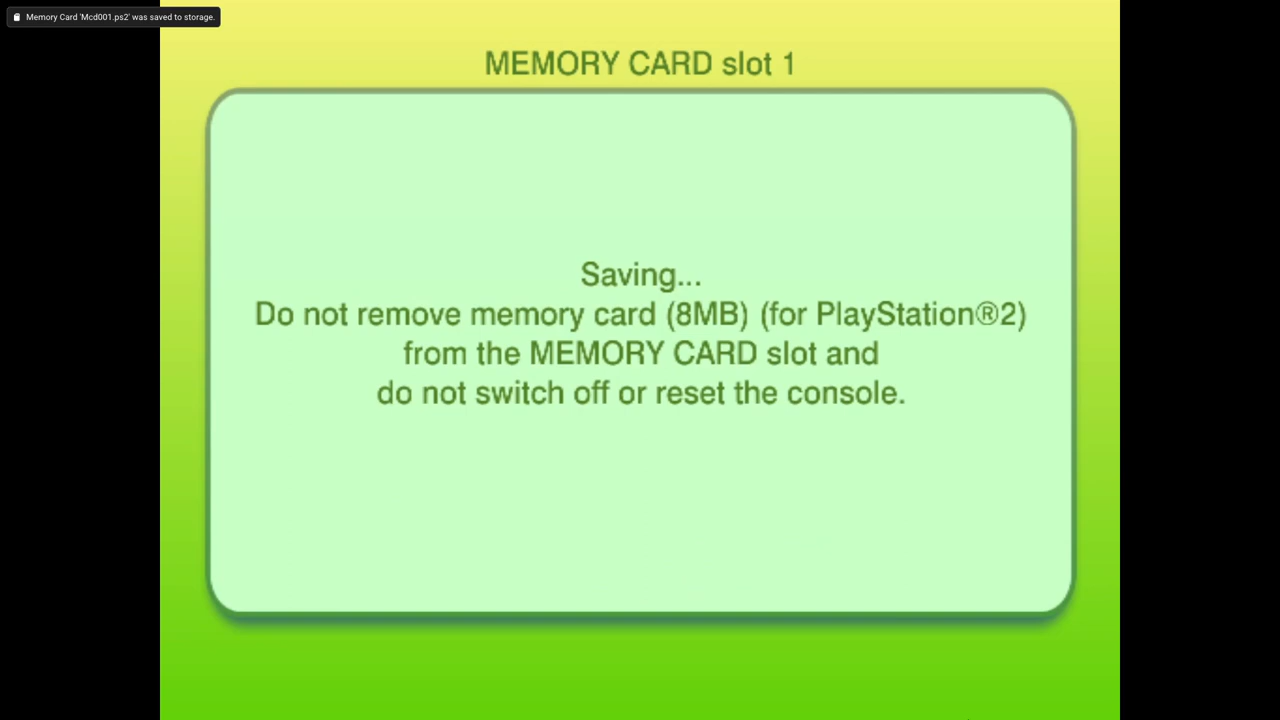 Memory Card 'Mcd001.ps2' was saved to storage.
MEMORY CARD slot 1
Saving...
Do not remove memory card (8MB) (for PlayStation®2)
from the MEMORY CARD slot and
do not switch off or reset the console.